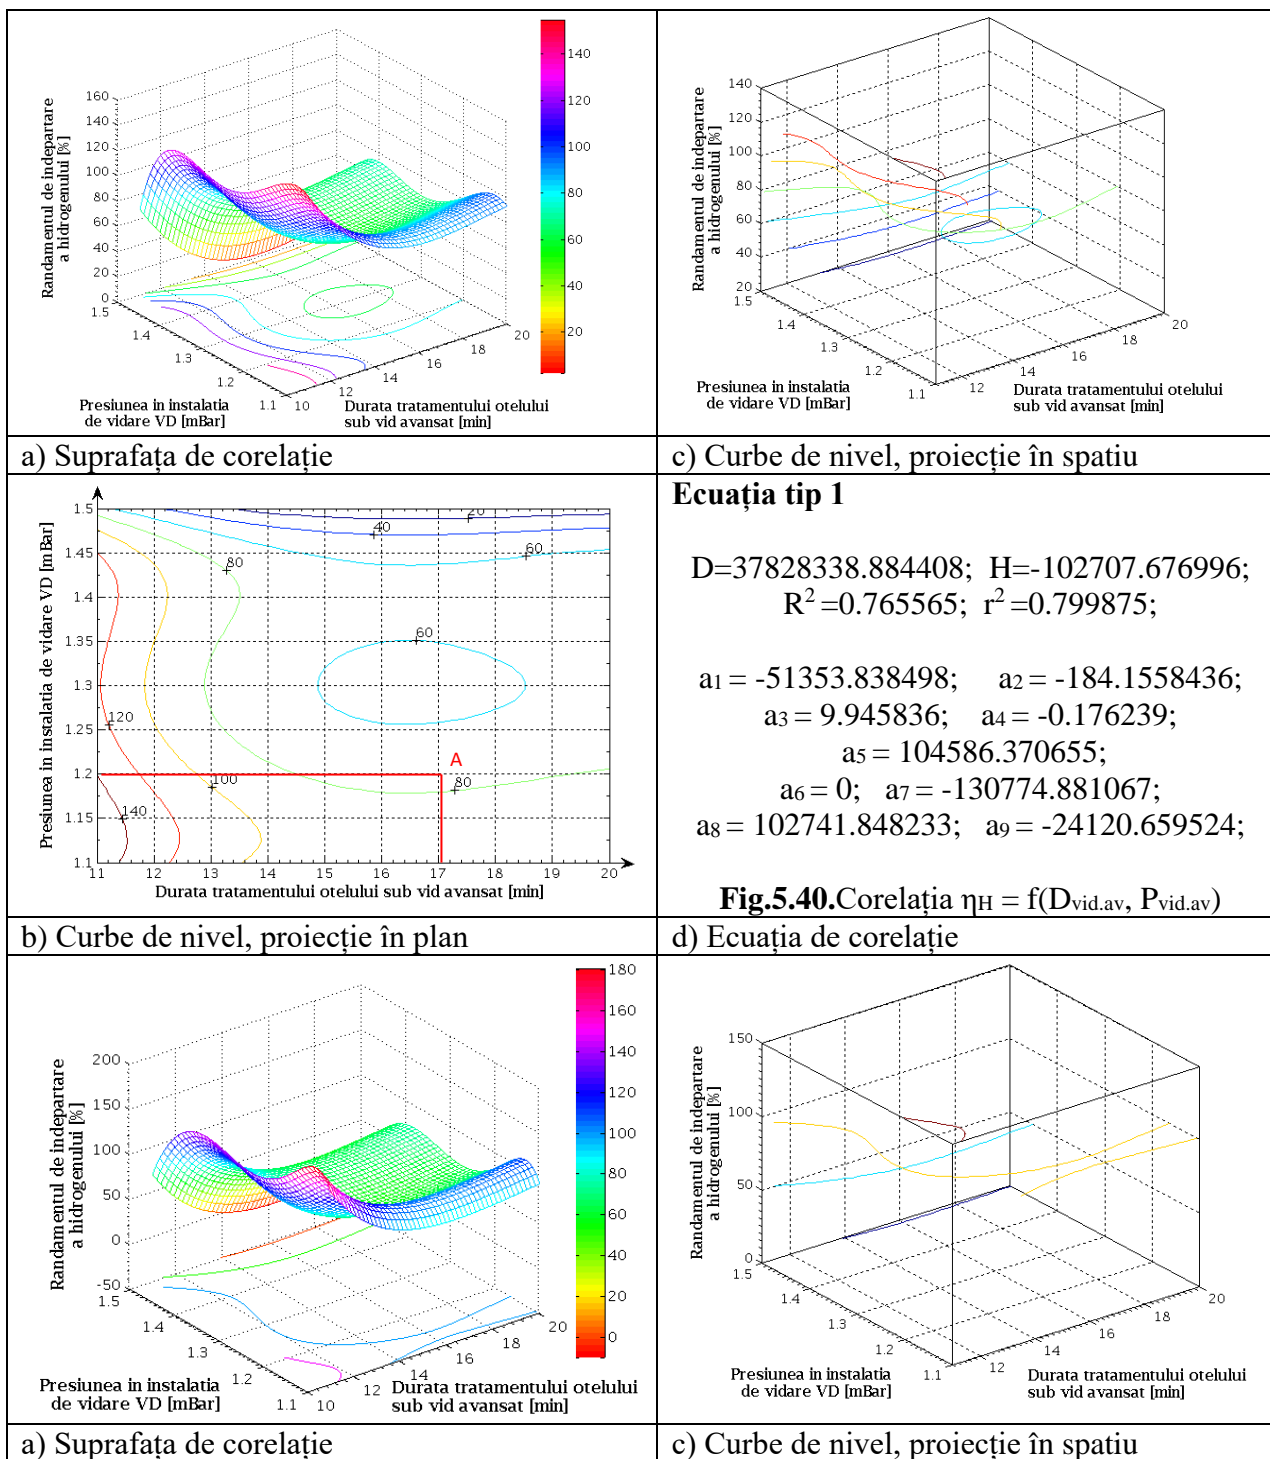 160
140
120
100
80
60
40
20
0
1.5
1.4
1.3
1.2
1.1
10
12
14
16
18
20
140
120
100
80
60
40
20
Randamentul de indepartare
a hidrogenului [%]
Presiunea in instalatia
de vidare VD [mBar]
Durata tratamentului otelului
sub vid avansat [min]
a) Suprafața de corelație
140
120
100
80
60
40
20
1.5
1.4
1.3
1.2
1.1
12
14
16
18
20
Randamentul de indepartare
a hidrogenului [%]
Presiunea in instalatia
de vidare VD [mBar]
Durata tratamentului otelului
sub vid avansat [min]
c) Curbe de nivel, proiecție în spatiu
1.5
1.45
1.4
1.35
1.3
1.25
1.2
1.15
1.1
11 12 13 14 15 16 17 18 19 20
20
40
60
80
60
120
A
100
80
140
Presiunea in instalatia de vidare VD [mBar]
Durata tratamentului otelului sub vid avansat [min]
b) Curbe de nivel, proiecție în plan
Ecuația tip 1
D=37828338.884408; H=-102707.676996;
R² =0.765565; r² =0.799875;
a₁ = -51353.838498; a₂ = -184.1558436;
a₃ = 9.945836; a₄ = -0.176239;
a₅ = 104586.370655;
a₆ = 0; a₇ = -130774.881067;
a₈ = 102741.848233; a₉ = -24120.659524;
Fig.5.40.Corelația ηH = f(Dvid.av, Pvid.av)
d) Ecuația de corelație
200
150
100
50
0
-50
1.5
1.4
1.3
1.2
1.1
10
12
14
16
18
20
180
160
140
120
100
80
60
40
20
0
Randamentul de indepartare
a hidrogenului [%]
Presiunea in instalatia
de vidare VD [mBar]
Durata tratamentului otelului
sub vid avansat [min]
a) Suprafața de corelație
150
100
50
0
1.5
1.4
1.2
1.1
12
14
16
18
20
Randamentul de indepartare
a hidrogenului [%]
Presiunea in instalatia
de vidare VD [mBar]
Durata tratamentului otelului
sub vid avansat [min]
c) Curbe de nivel, proiecție în spatiu